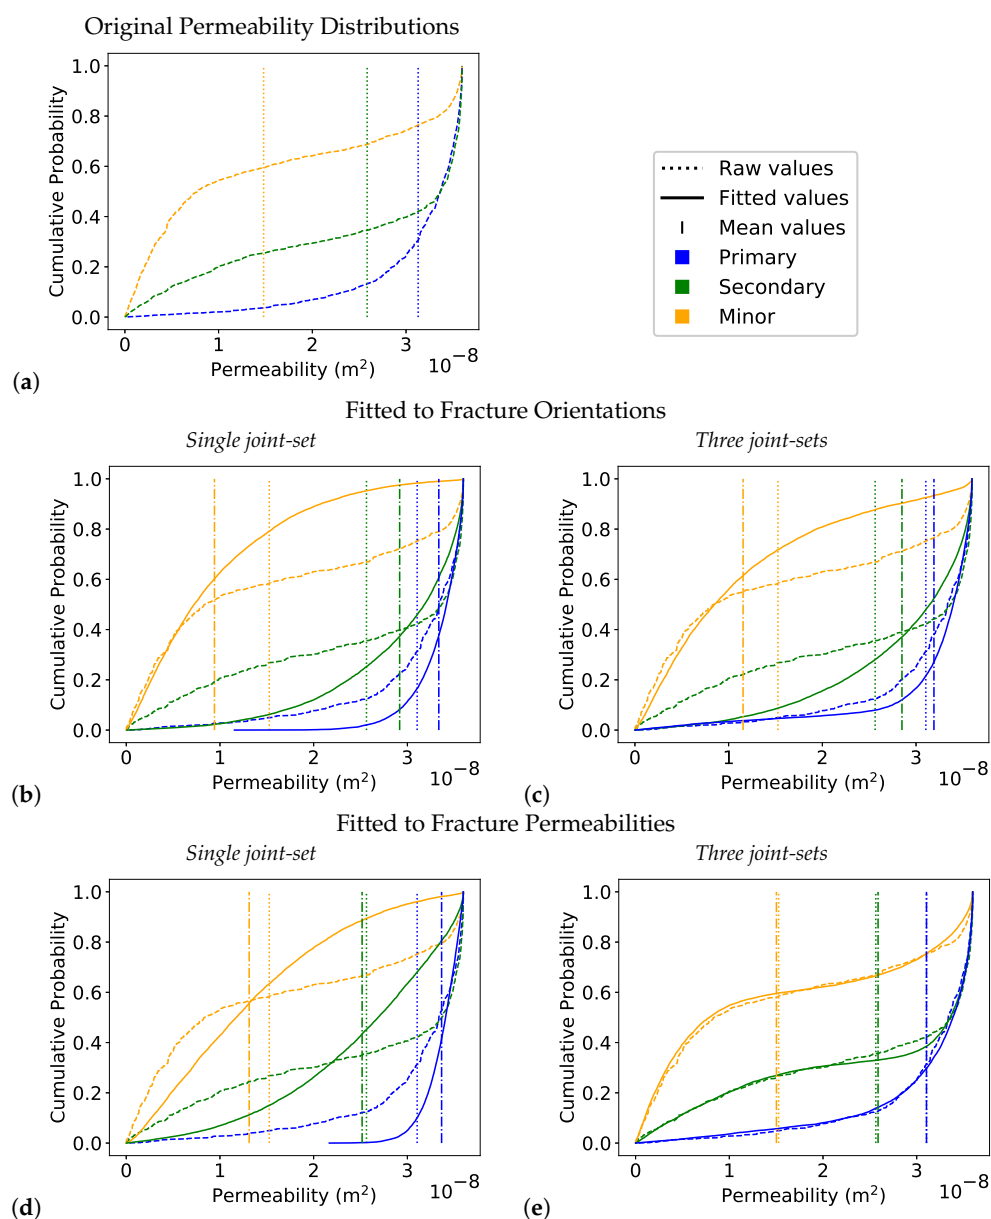 Original Permeability Distributions
1.0
0.8
0.6
0.4
0.2
0.0
Cumulative Probability
0 1 2 3
10⁻⁸
Permeability (m²)
(a)
Raw values
Fitted values
Mean values
Primary
Secondary
Minor
Fitted to Fracture Orientations
Single joint-set
1.0
0.8
0.6
0.4
0.2
0.0
Cumulative Probability
0 1 2 3
10⁻⁸
Permeability (m²)
(b)
Three joint-sets
1.0
0.8
0.6
0.4
0.2
0.0
Cumulative Probability
0 1 2 3
10⁻⁸
Permeability (m²)
(c)
Fitted to Fracture Permeabilities
Single joint-set
1.0
0.8
0.6
0.4
0.2
0.0
Cumulative Probability
0 1 2 3
10⁻⁸
Permeability (m²)
(d)
Three joint-sets
1.0
0.8
0.6
0.4
0.2
0.0
Cumulative Probability
0 1 2 3
10⁻⁸
Permeability (m²)
(e)